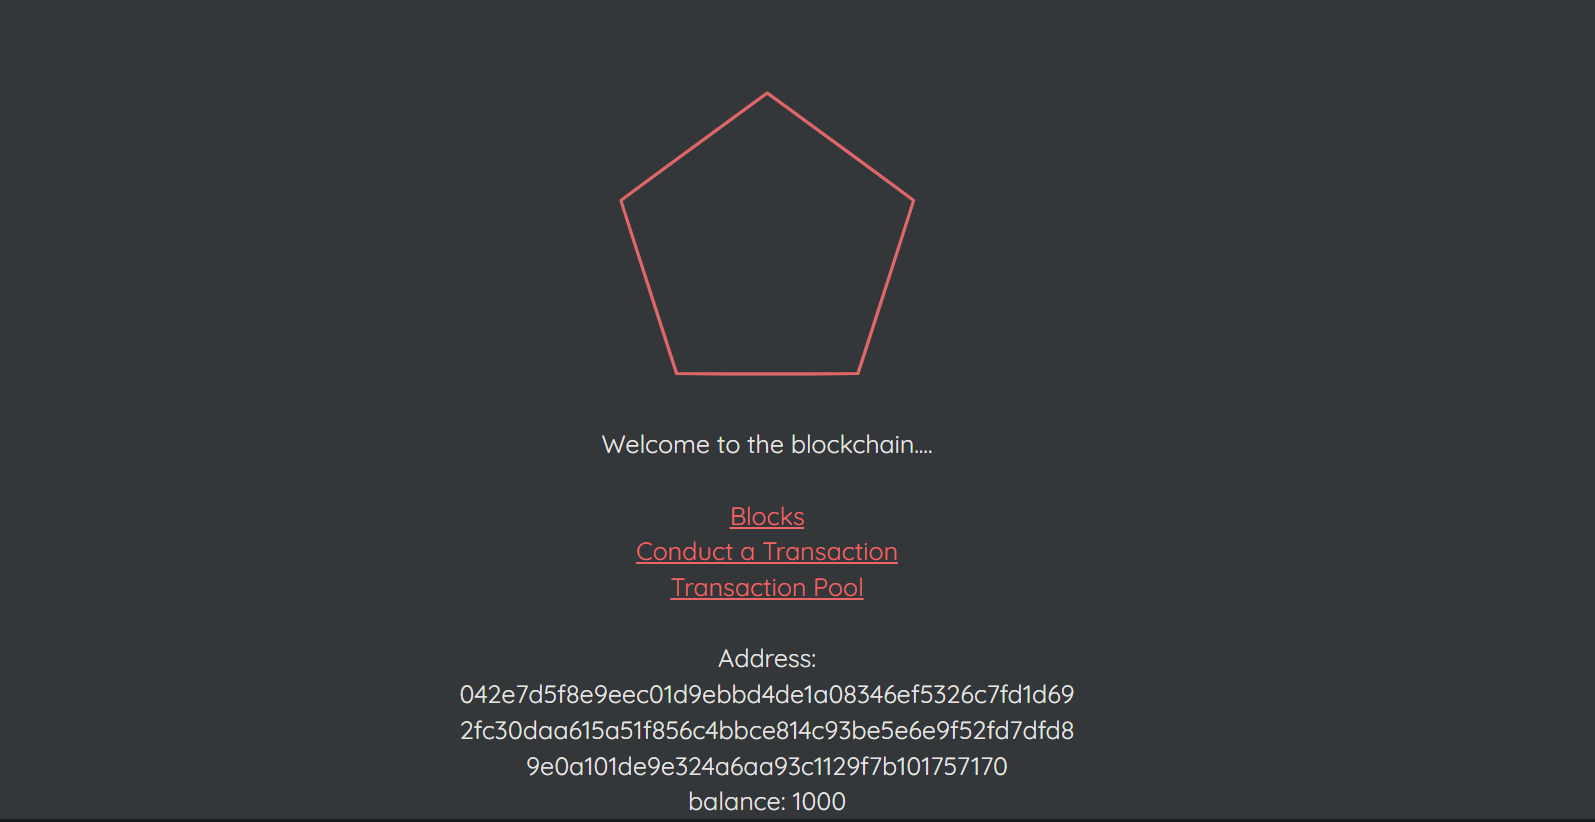 Welcome to the blockchain....
Blocks
Conduct a Transaction
Transaction Pool
Address:
042e7d5f8e9eec01d9ebbd4de1a08346ef5326c7fd1d69
2fc30daa615a51f856c4bbce814c93be5e6e9f52fd7dfd8
9e0a101de9e324a6aa93c1129f7b101757170
balance: 1000